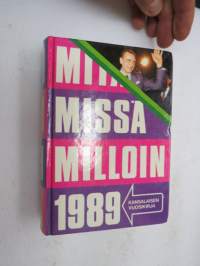 MITÄ
MISSÄ
MILLOIN
1989
KANSALAISEN
VUOSIKIRJA